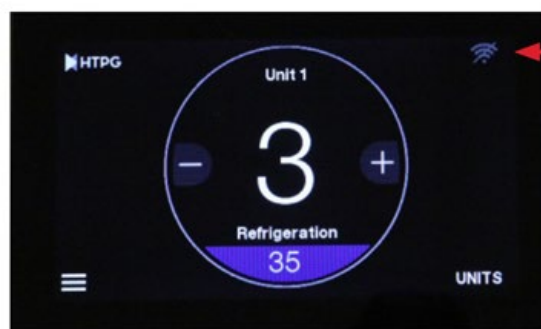 HTPG
Unit 1
− 3 +
Refrigeration
35
UNITS